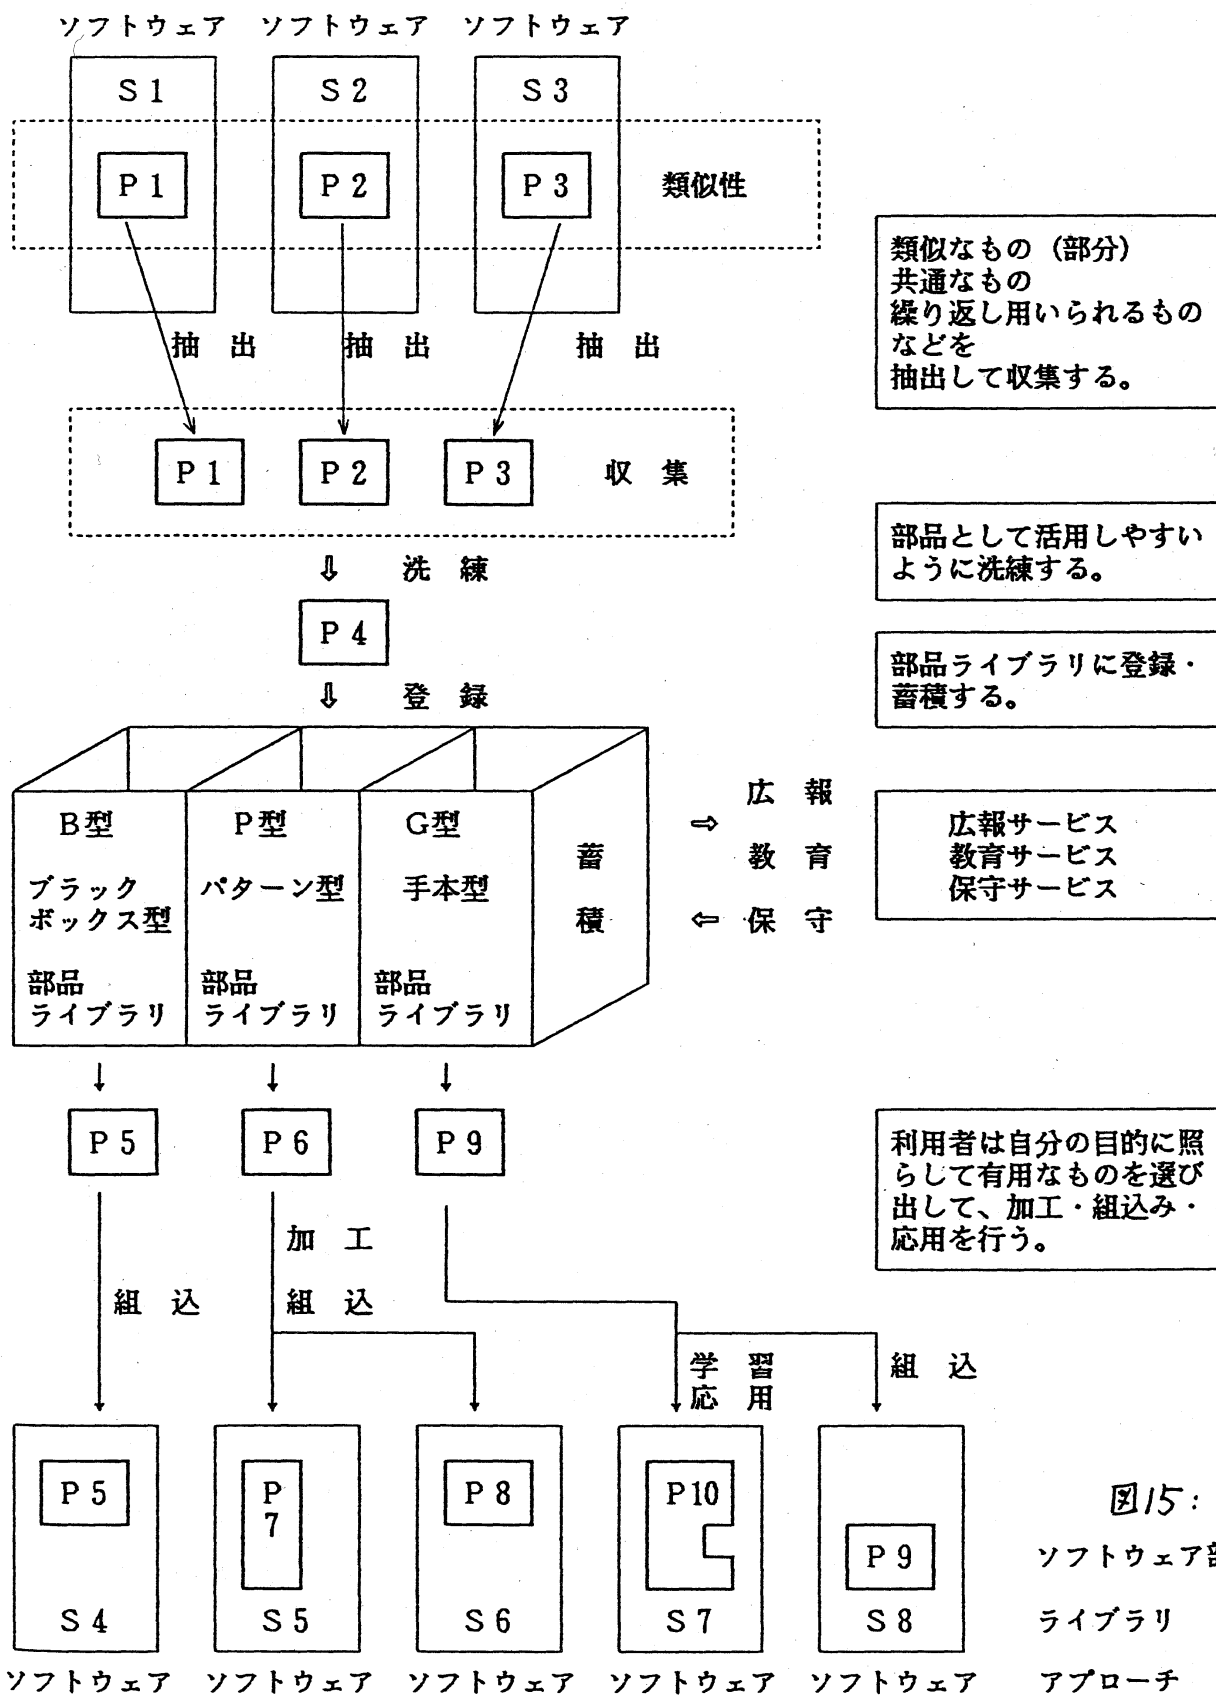 ソフトウェア ソフトウェア ソフトウェア
S1 S2 S3
P1 P2 P3 類似性
類似なもの（部分）
共通なもの
繰り返し用いられるもの
などを
抽出して収集する。
抽出 抽出 抽出
P1 P2 P3 収集
部品として活用しやすい
ように洗練する。
⇩ 洗練
P4
部品ライブラリに登録・
蓄積する。
⇩ 登録
B型 P型 G型
ブラック
ボックス型
パターン型
手本型
部品
ライブラリ
部品
ライブラリ
部品
ライブラリ
蓄
積
⇨ 広報
教育
⇦ 保守
広報サービス
教育サービス
保守サービス
P5 P6 P9
利用者は自分の目的に照
らして有用なものを選び
出して、加工・組込み・
応用を行う。
加工
組込 組込
学習
応用
組込
P5
P
7
P8 P10
P9
S4 S5 S6 S7 S8
ソフトウェア ソフトウェア ソフトウェア ソフトウェア ソフトウェア
図15:
ソフトウェア部
ライブラリ
アプローチ